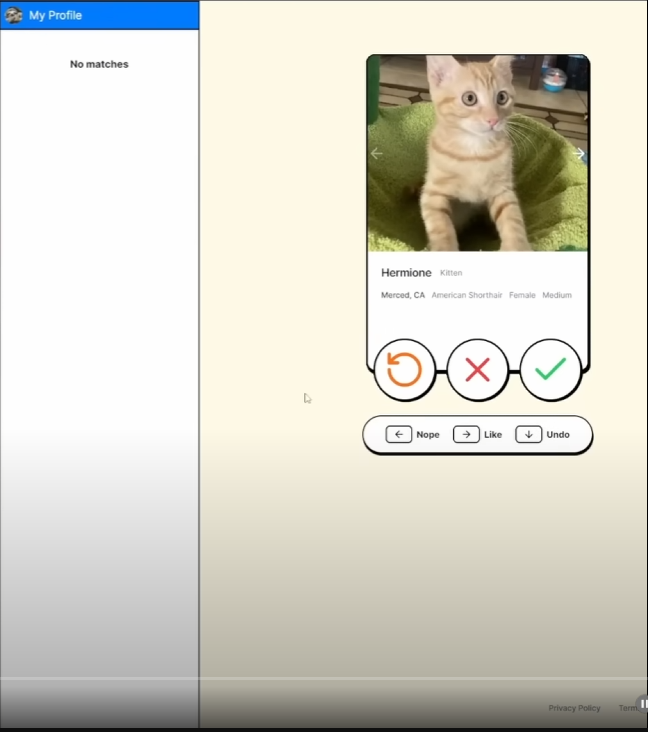 My Profile
No matches
Hermione Kitten
Merced, CA American Shorthair Female Medium
Nope Like Undo
Privacy Policy Term